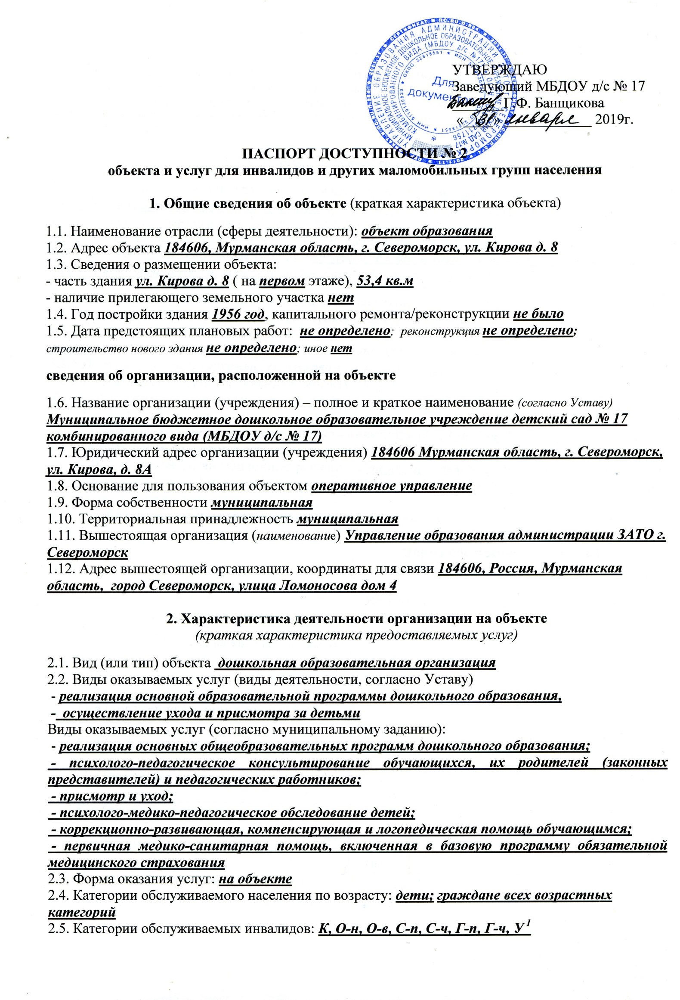 УТВЕРЖДАЮ
Заведующий МБДОУ д/с № 17
Г.Ф. Банщикова
«31» января 2019г.
Для
документов
ПАСПОРТ ДОСТУПНОСТИ № 2
объекта и услуг для инвалидов и других маломобильных групп населения
1. Общие сведения об объекте (краткая характеристика объекта)
1.1. Наименование отрасли (сферы деятельности): объект образования
1.2. Адрес объекта 184606, Мурманская область, г. Североморск, ул. Кирова д. 8
1.3. Сведения о размещении объекта:
- часть здания ул. Кирова д. 8 ( на первом этаже), 53,4 кв.м
- наличие прилегающего земельного участка нет
1.4. Год постройки здания 1956 год, капитального ремонта/реконструкции не было
1.5. Дата предстоящих плановых работ: не определено; реконструкция не определено;
строительство нового здания не определено; иное нет
сведения об организации, расположенной на объекте
1.6. Название организации (учреждения) – полное и краткое наименование (согласно Уставу)
Муниципальное бюджетное дошкольное образовательное учреждение детский сад № 17
комбинированного вида (МБДОУ д/с № 17)
1.7. Юридический адрес организации (учреждения) 184606 Мурманская область, г. Североморск,
ул. Кирова, д. 8А
1.8. Основание для пользования объектом оперативное управление
1.9. Форма собственности муниципальная
1.10. Территориальная принадлежность муниципальная
1.11. Вышестоящая организация (наименование) Управление образования администрации ЗАТО г.
Североморск
1.12. Адрес вышестоящей организации, координаты для связи 184606, Россия, Мурманская
область, город Североморск, улица Ломоносова дом 4
2. Характеристика деятельности организации на объекте
(краткая характеристика предоставляемых услуг)
2.1. Вид (или тип) объекта дошкольная образовательная организация
2.2. Виды оказываемых услуг (виды деятельности, согласно Уставу)
- реализация основной образовательной программы дошкольного образования,
- осуществление ухода и присмотра за детьми
Виды оказываемых услуг (согласно муниципальному заданию):
- реализация основных общеобразовательных программ дошкольного образования;
- психолого-педагогическое консультирование обучающихся, их родителей (законных
представителей) и педагогических работников;
- присмотр и уход;
- психолого-медико-педагогическое обследование детей;
- коррекционно-развивающая, компенсирующая и логопедическая помощь обучающимся;
- первичная медико-санитарная помощь, включенная в базовую программу обязательной
медицинского страхования
2.3. Форма оказания услуг: на объекте
2.4. Категории обслуживаемого населения по возрасту: дети; граждане всех возрастных
категорий
2.5. Категории обслуживаемых инвалидов: К, О-н, О-в, С-п, С-ч, Г-п, Г-ч, У 1